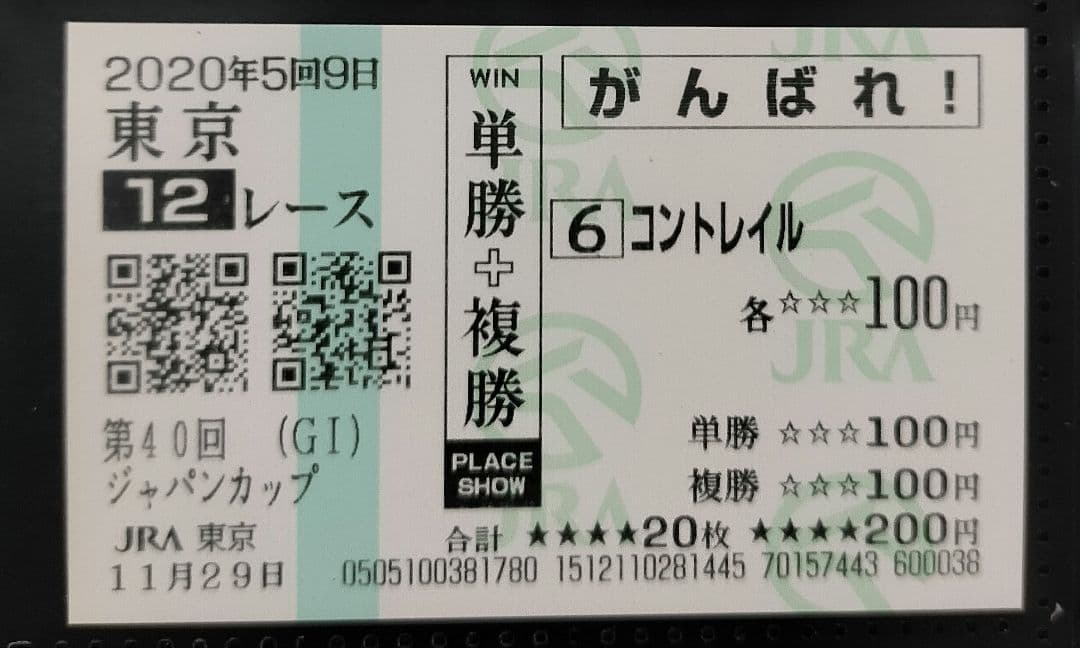 2020年5回9日
東京
12レース
第40回 (GI)
ジャパンカップ
JRA 東京
11月29日
WIN
単勝+複勝
PLACE
SHOW
がんばれ!
6 コントレイル
各☆☆☆100円
単勝 ☆☆☆100円
複勝 ☆☆☆100円
合計 ★★★★20枚 ★★★★200円
0505100381780 1512110281445 70157443 600038
JRA
JRA
JRA
JRA